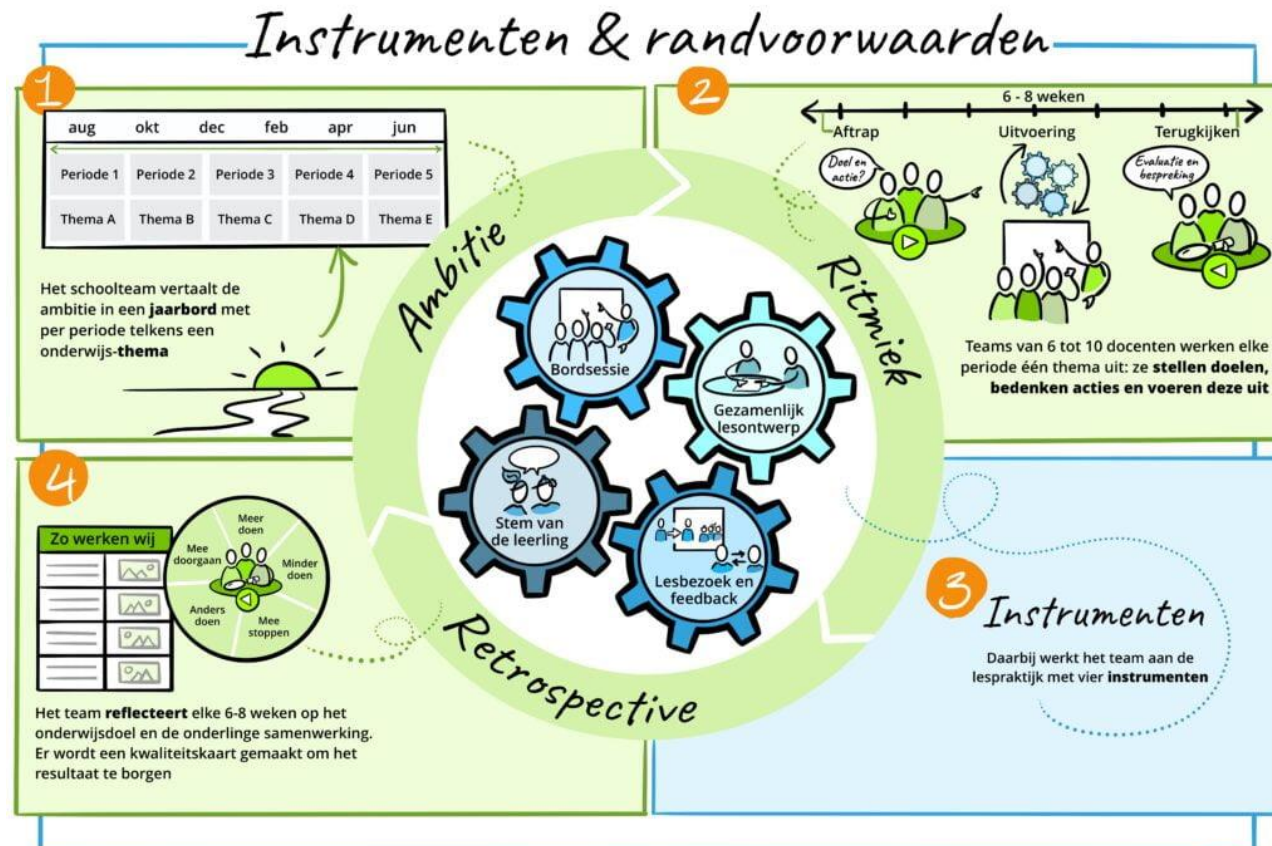 Instrumenten & randvoorwaarden
1
aug okt dec feb apr jun
Periode 1 Periode 2 Periode 3 Periode 4 Periode 5
Thema A Thema B Thema C Thema D Thema E
Het schoolteam vertaalt de
ambitie in een jaarbord met
per periode telkens een
onderwijs-thema
2
6 - 8 weken
Aftrap Uitvoering Terugkijken
Doel en
actie?
Evaluatie en
bespreking
Teams van 6 tot 10 docenten werken elke
periode één thema uit: ze stellen doelen,
bedenken acties en voeren deze uit
Ambitie
Ritmiek
Retrospective
Bordsessie
Gezamenlijk
lesontwerp
Stem van
de leerling
Lesbezoek en
feedback
3
Instrumenten
Daarbij werkt het team aan de
lespraktijk met vier instrumenten
4
Zo werken wij
Meer
doen
Minder
doen
Mee
stoppen
Anders
doen
Mee
doorgaan
Het team reflecteert elke 6-8 weken op het
onderwijsdoel en de onderlinge samenwerking.
Er wordt een kwaliteitskaart gemaakt om het
resultaat te borgen